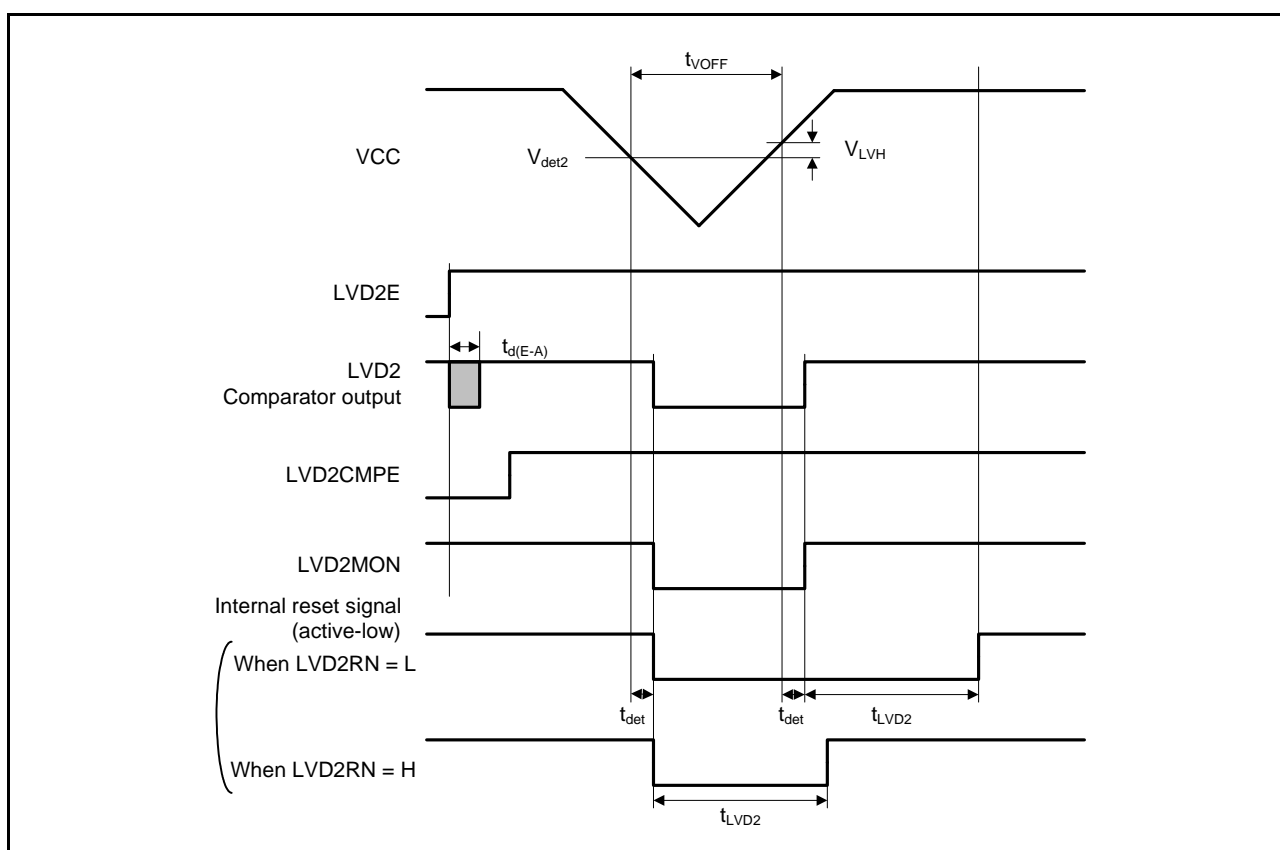 tVOFF
VCC
Vdet2
VLVH
LVD2E
td(E-A)
LVD2
Comparator output
LVD2CMPE
LVD2MON
Internal reset signal
(active-low)
When LVD2RN = L
tdet
tdet
tLVD2
When LVD2RN = H
tLVD2